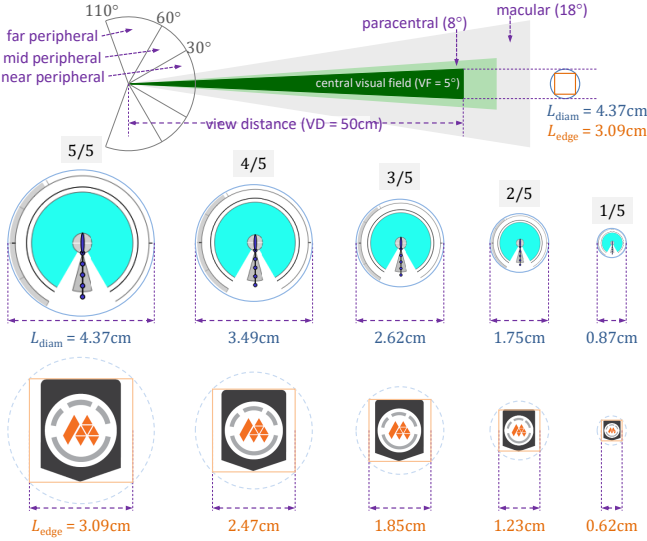 110°
60°
30°
far peripheral
mid peripheral
near peripheral
macular (18°)
paracentral (8°)
central visual field (VF = 5°)
view distance (VD = 50cm)
L_diam = 4.37cm
L_edge = 3.09cm
5/5
4/5
3/5
2/5
1/5
L_diam = 4.37cm
3.49cm
2.62cm
1.75cm
0.87cm
L_edge = 3.09cm
2.47cm
1.85cm
1.23cm
0.62cm